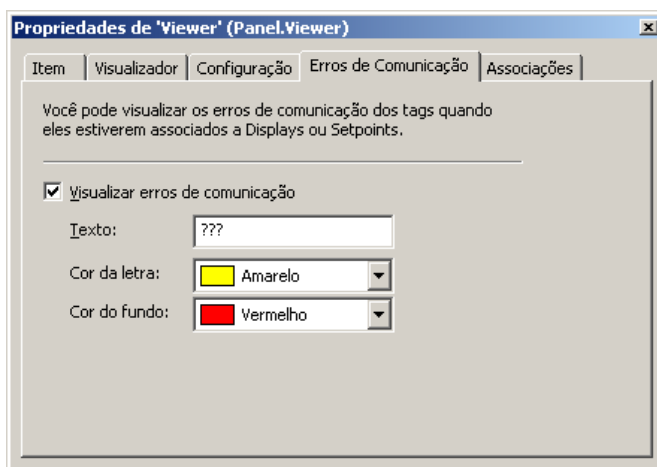 Propriedades de 'Viewer' (Panel.Viewer)
Item Visualizador Configuração Erros de Comunicação Associações
Você pode visualizar os erros de comunicação dos tags quando
eles estiverem associados a Displays ou Setpoints.
Visualizar erros de comunicação
Texto: ???
Cor da letra: Amarelo
Cor do fundo: Vermelho